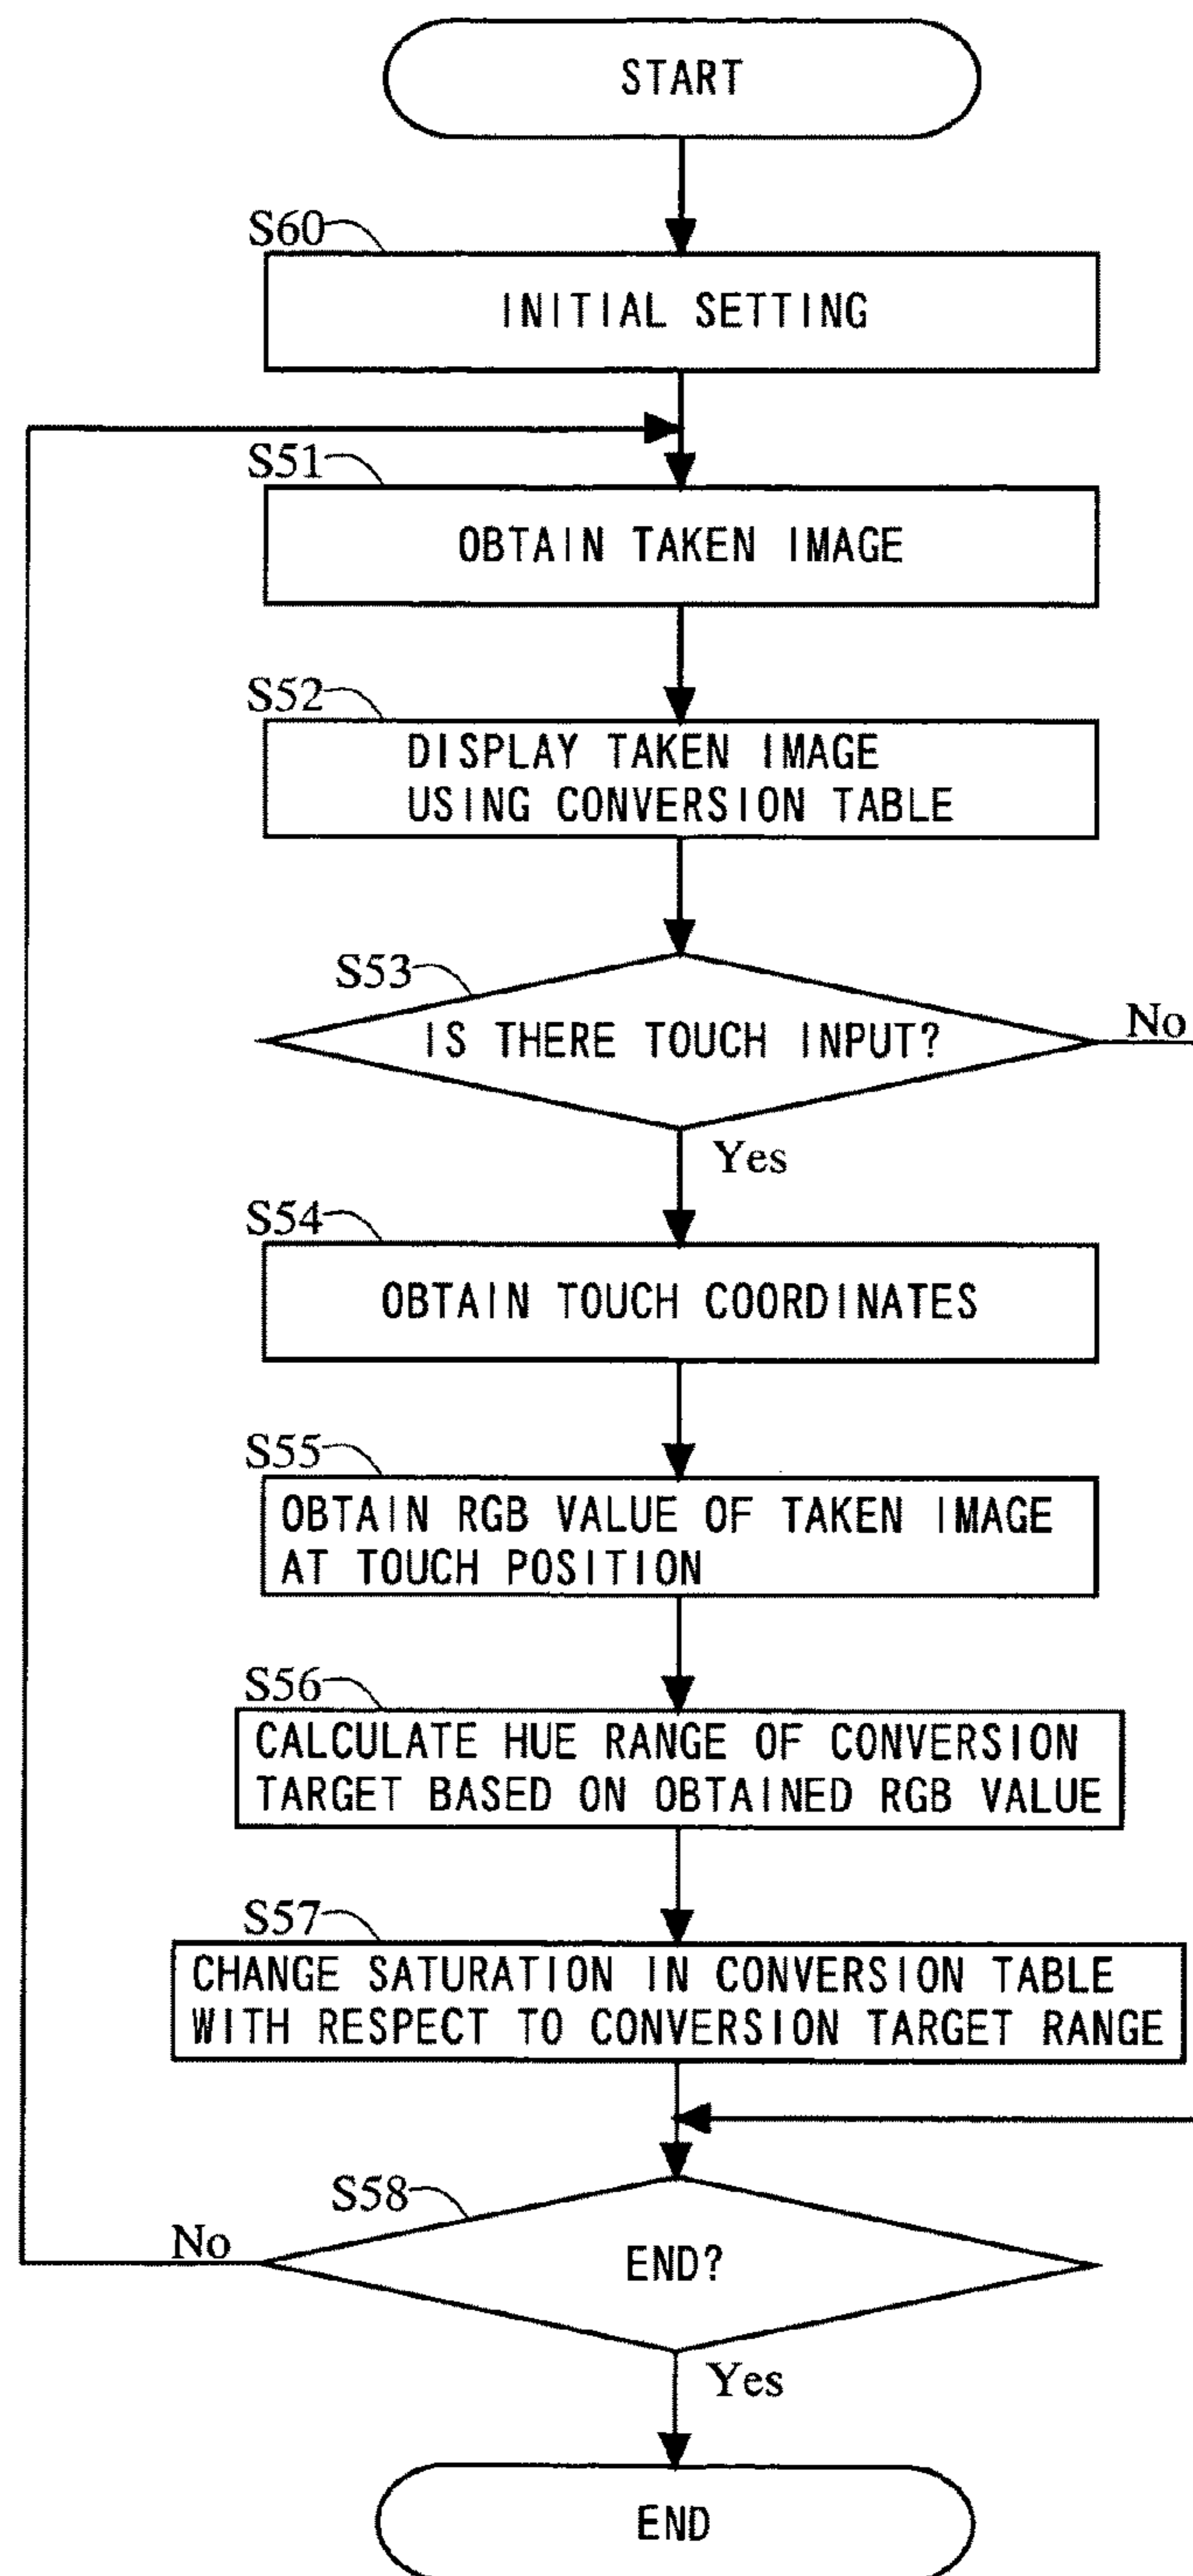 START
S60
INITIAL SETTING
S51
OBTAIN TAKEN IMAGE
S52
DISPLAY TAKEN IMAGE
USING CONVERSION TABLE
S53
IS THERE TOUCH INPUT?
No
Yes
S54
OBTAIN TOUCH COORDINATES
S55
OBTAIN RGB VALUE OF TAKEN IMAGE
AT TOUCH POSITION
S56
CALCULATE HUE RANGE OF CONVERSION
TARGET BASED ON OBTAINED RGB VALUE
S57
CHANGE SATURATION IN CONVERSION TABLE
WITH RESPECT TO CONVERSION TARGET RANGE
S58
No
END?
Yes
END